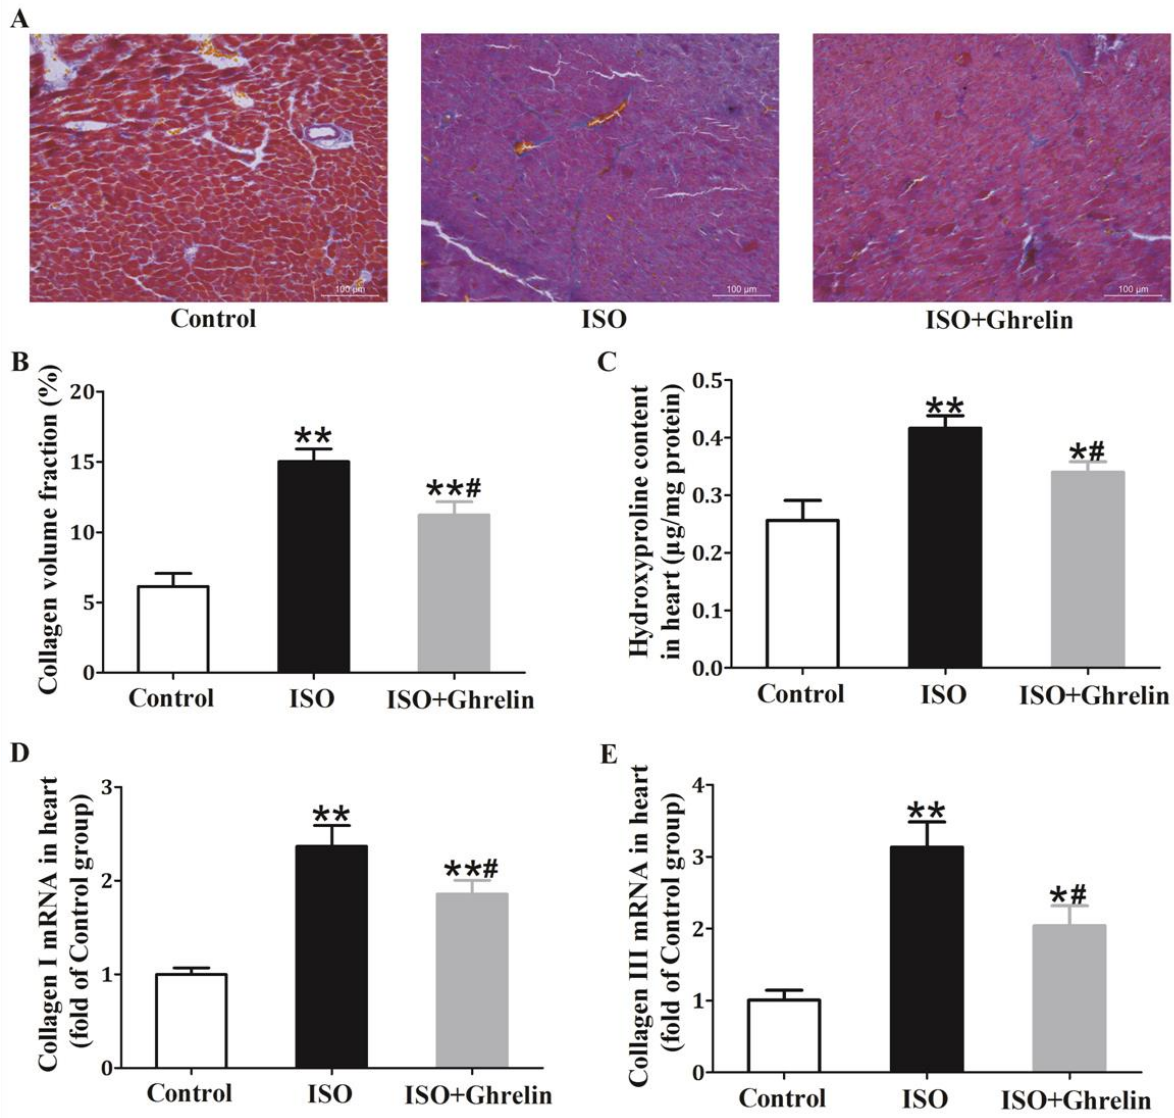 A
100 µm
100 µm
100 µm
Control
ISO
ISO+Ghrelin
B
Collagen volume fraction (%)
20
15
10
5
0
**
**#
Control
ISO
ISO+Ghrelin
C
Hydroxyproline content
in heart (µg/mg protein)
0.5
0.4
0.3
0.2
0.1
0.0
**
*#
Control
ISO
ISO+Ghrelin
D
Collagen I mRNA in heart
(fold of Control group)
3
2
1
0
**
**#
Control
ISO
ISO+Ghrelin
E
Collagen III mRNA in heart
(fold of Control group)
4
3
2
1
0
**
*#
Control
ISO
ISO+Ghrelin